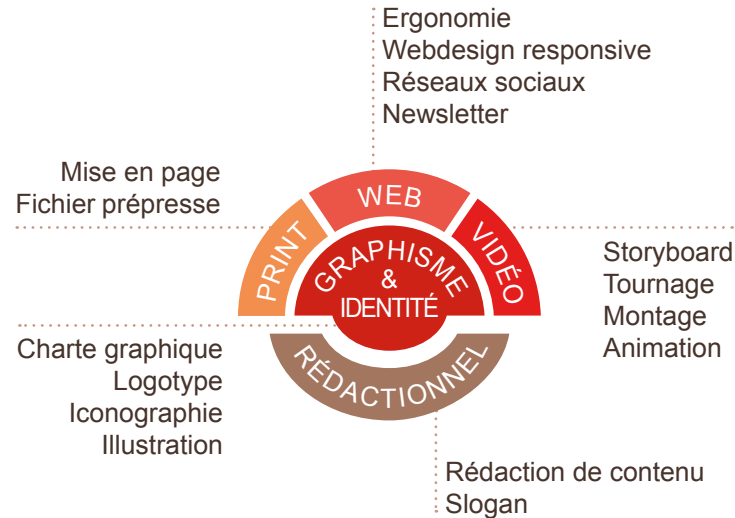 Ergonomie
Webdesign responsive
Réseaux sociaux
Newsletter
Mise en page
Fichier prépresse
WEB
PRINT
VIDÉO
GRAPHISME
&
IDENTITÉ
Storyboard
Tournage
Montage
Animation
Charte graphique
Logotype
Iconographie
Illustration
RÉDACTIONNEL
Rédaction de contenu
Slogan